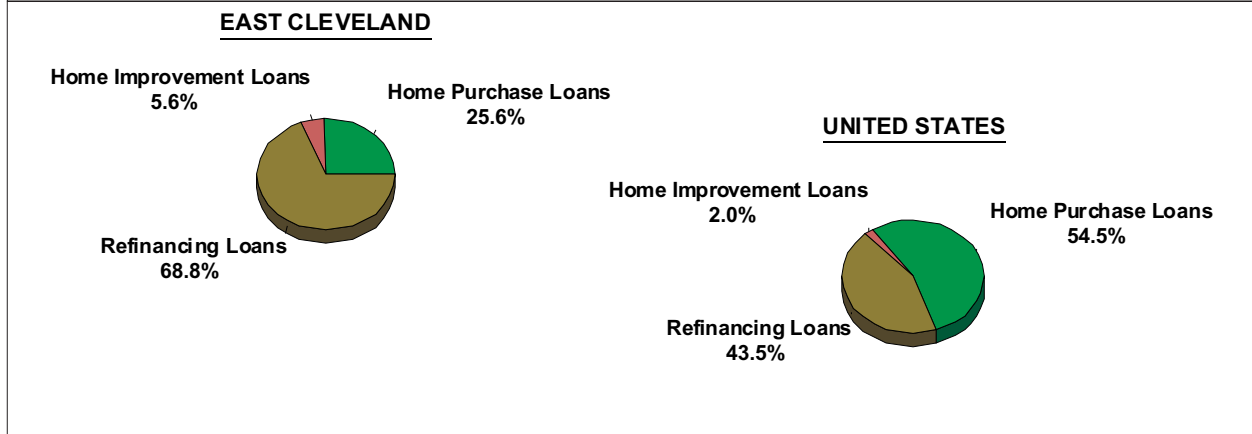 EAST CLEVELAND
Home Improvement Loans
5.6%
Home Purchase Loans
25.6%
Refinancing Loans
68.8%
UNITED STATES
Home Improvement Loans
2.0%
Home Purchase Loans
54.5%
Refinancing Loans
43.5%